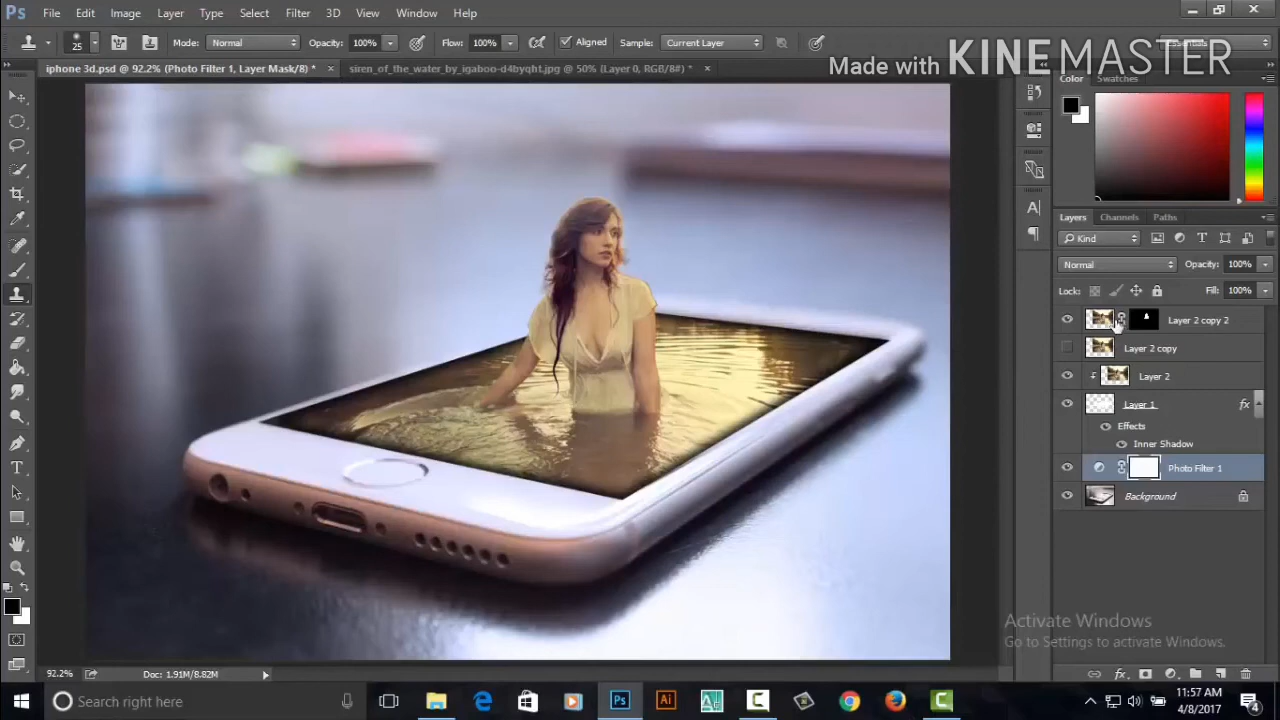 Ps File Edit Image Layer Type Select Filter 3D View Window Help
25 Mode: Normal Opacity: 100% Flow: 100% Aligned Sample: Current Layer
iphone 3d.psd @ 92.2% (Photo Filter 1, Layer Mask/8) * × siren_of_the_water_by_igaboo-d4byqht.jpg @ 50% (Layer 0, RGB/8#) * ×
Made with KINEMASTER
Color Swatches
Layers Channels Paths
Kind
Normal Opacity: 100%
Lock: Fill: 100%
Layer 2 copy 2
Layer 2 copy
Layer 2
Layer 1 fx
Effects
Inner Shadow
Photo Filter 1
Background
Activate Windows
Go to Settings to activate Windows.
92.2% Doc: 1.91M/8.82M
Search right here
11:57 AM
4/8/2017
4